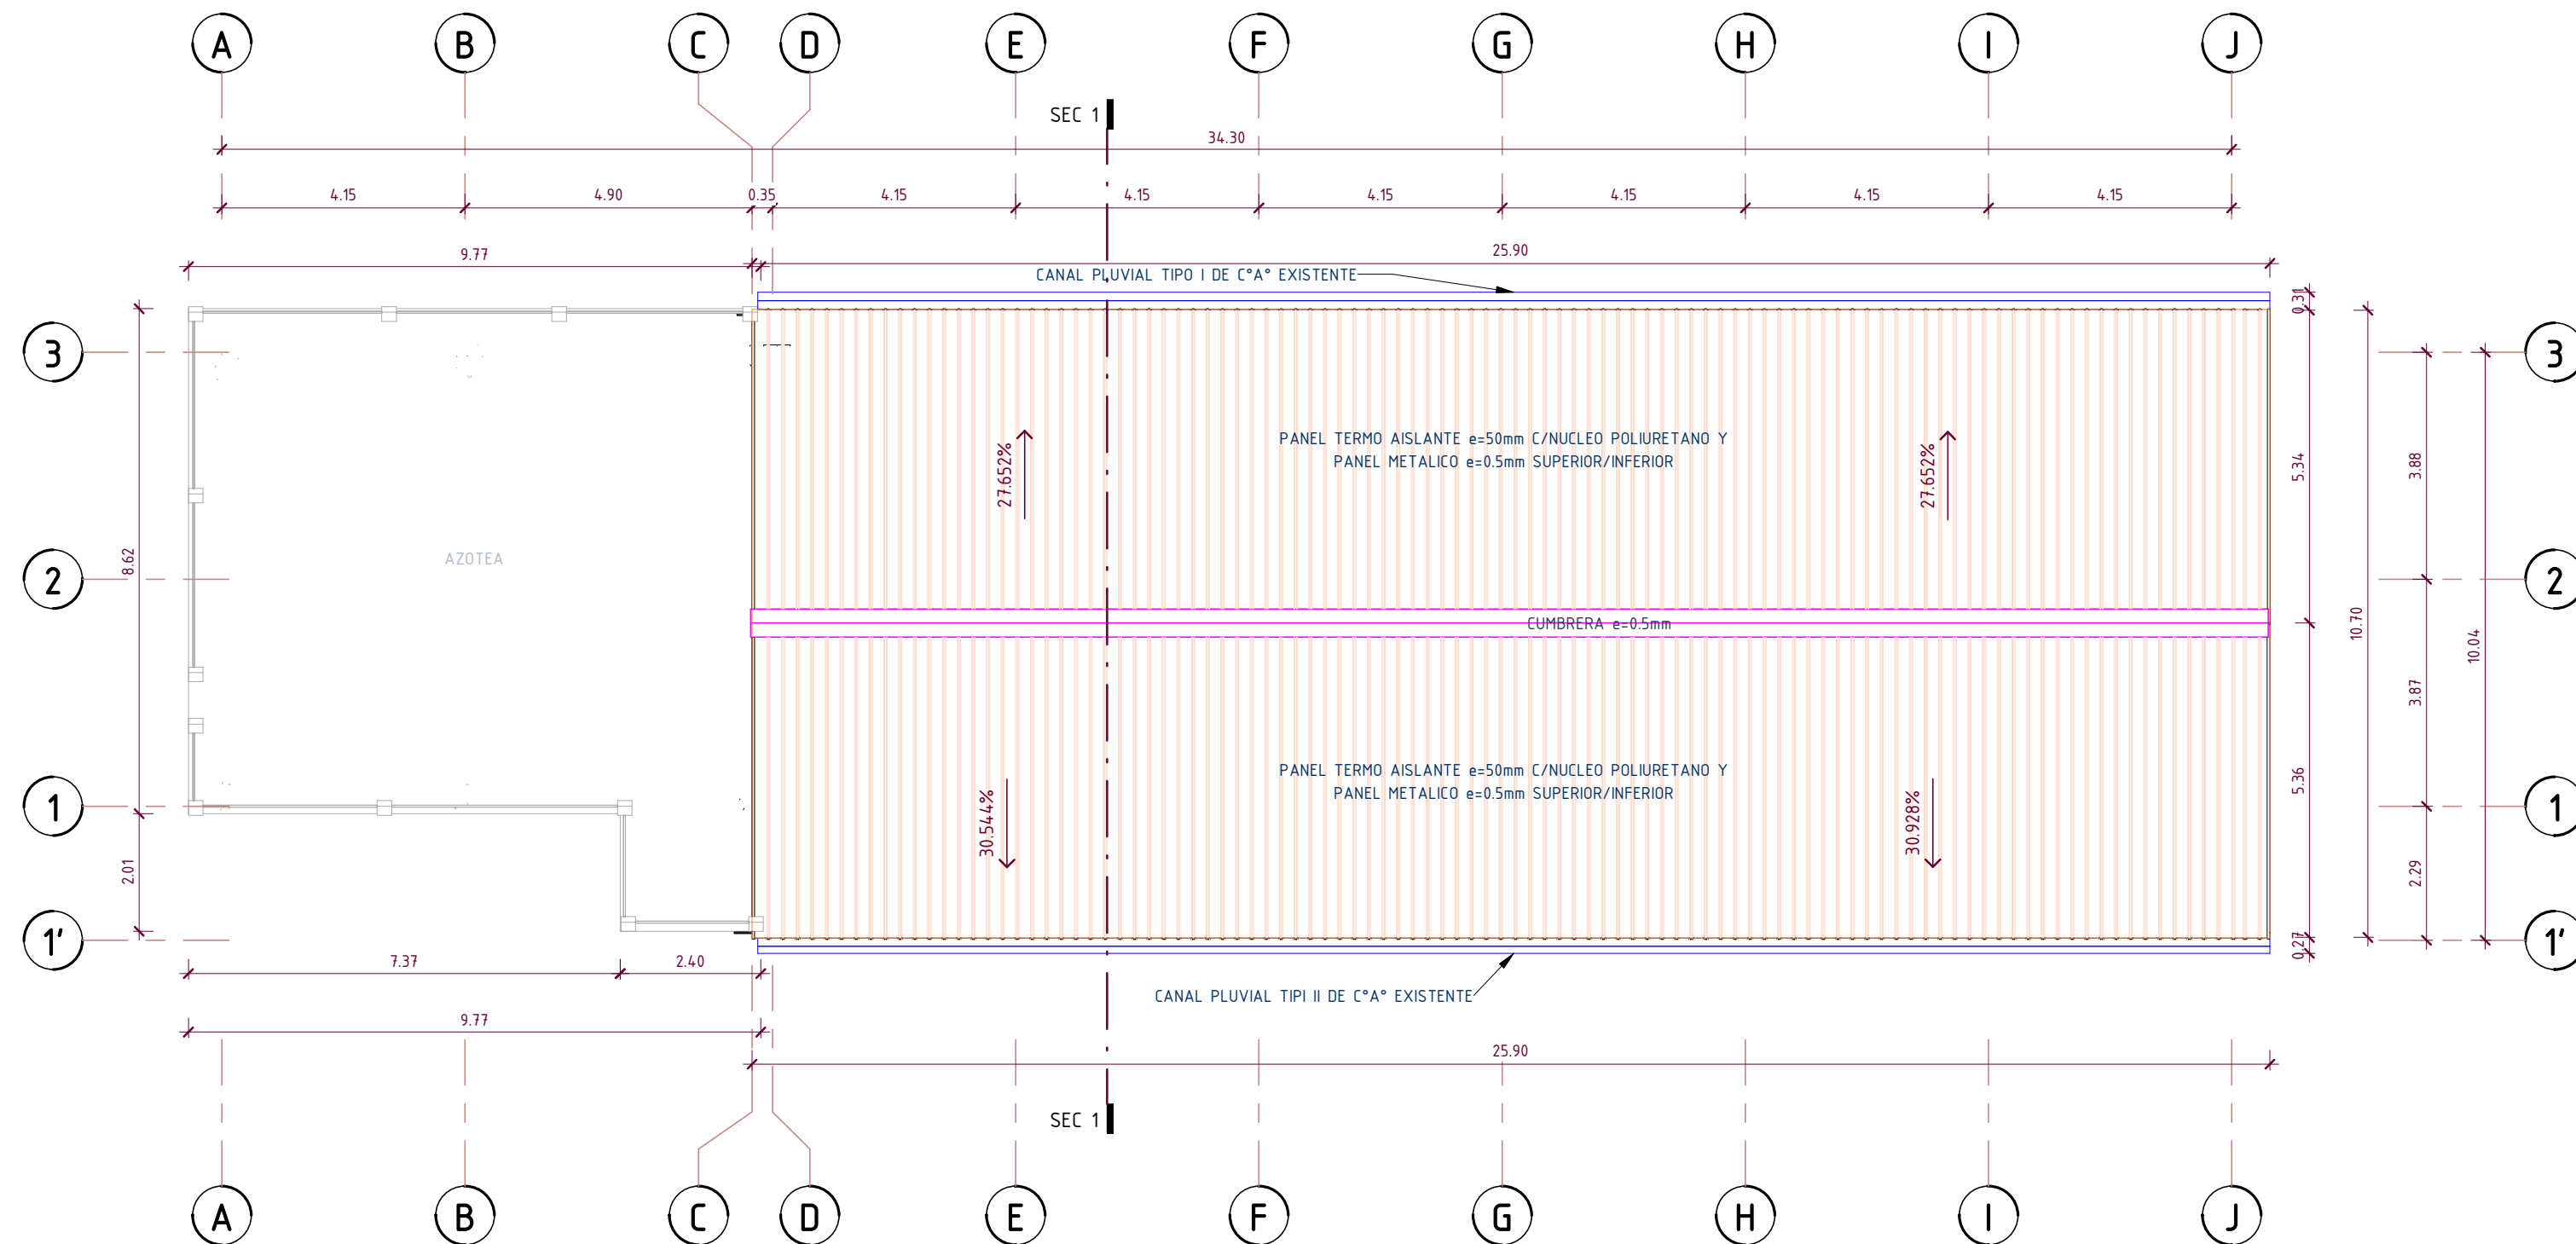 A B C D E F G H I J
SEC 1
34.30
4.15 4.90 0.35 4.15 4.15 4.15 4.15 4.15 4.15
9.77 25.90
CANAL PLUVIAL TIPO I DE C°A° EXISTENTE
0.31
3 3
PANEL TERMO AISLANTE e=50mm C/NUCLEO POLIURETANO Y
PANEL METALICO e=0.5mm SUPERIOR/INFERIOR
27.652% 27.652%
5.34 3.88
8.62
AZOTEA
2 2
CUMBRERA e=0.5mm
10.70 10.04
3.87
PANEL TERMO AISLANTE e=50mm C/NUCLEO POLIURETANO Y
PANEL METALICO e=0.5mm SUPERIOR/INFERIOR
5.36
1 1
30.544% 30.928%
2.01 2.29
1' 1'
0.27
7.37 2.40
CANAL PLUVIAL TIPI II DE C°A° EXISTENTE
9.77
25.90
SEC 1
A B C D E F G H I J